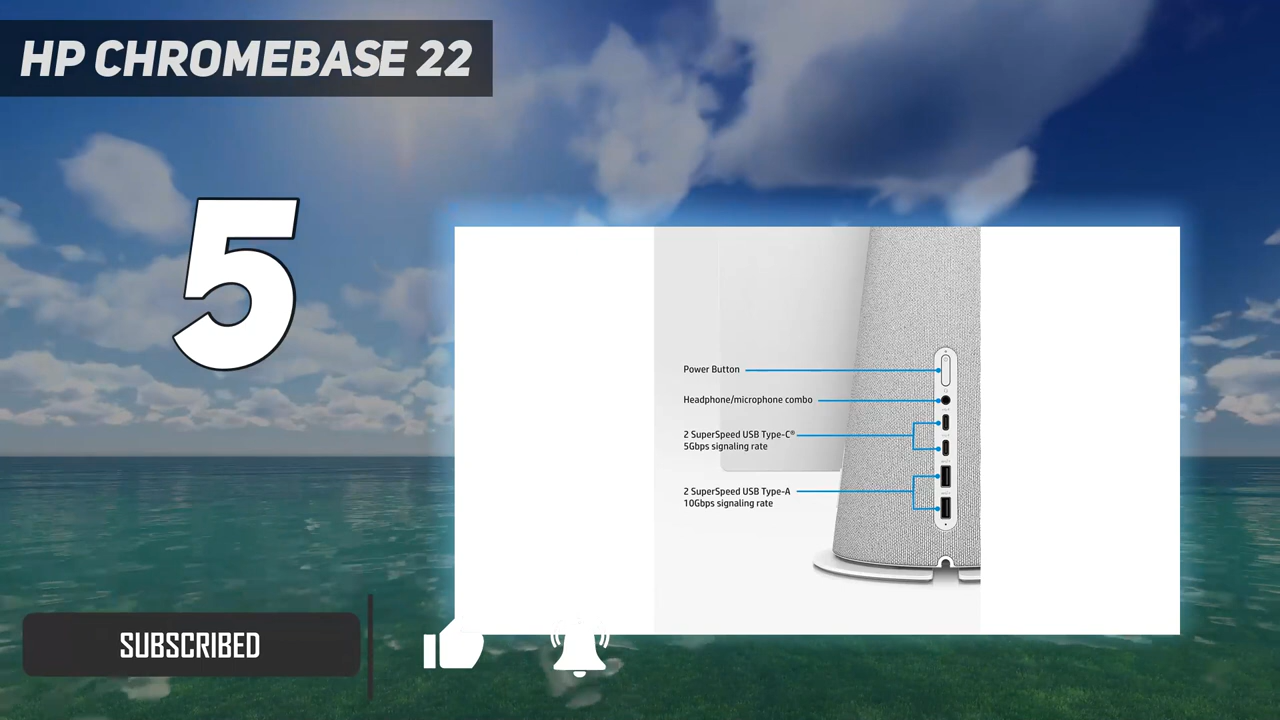 HP CHROMEBASE 22
5
Power Button
Headphone/microphone combo
2 SuperSpeed USB Type-C®
5Gbps signaling rate
2 SuperSpeed USB Type-A
10Gbps signaling rate
SUBSCRIBED